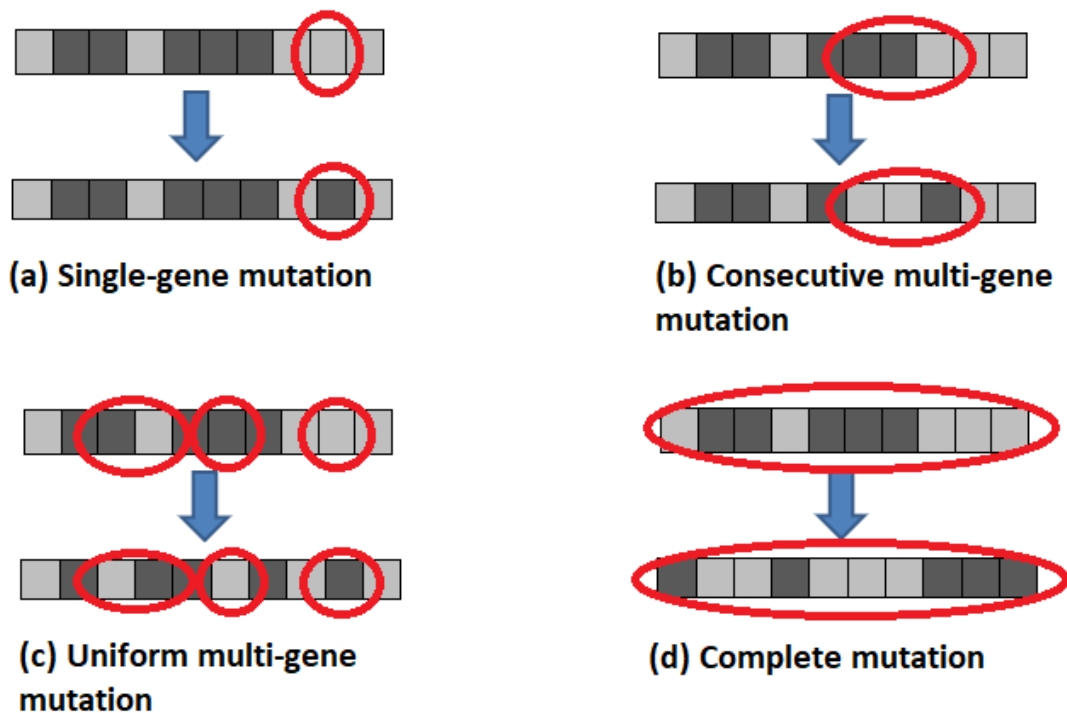 (a) Single-gene mutation
(b) Consecutive multi-gene
mutation
(c) Uniform multi-gene
mutation
(d) Complete mutation